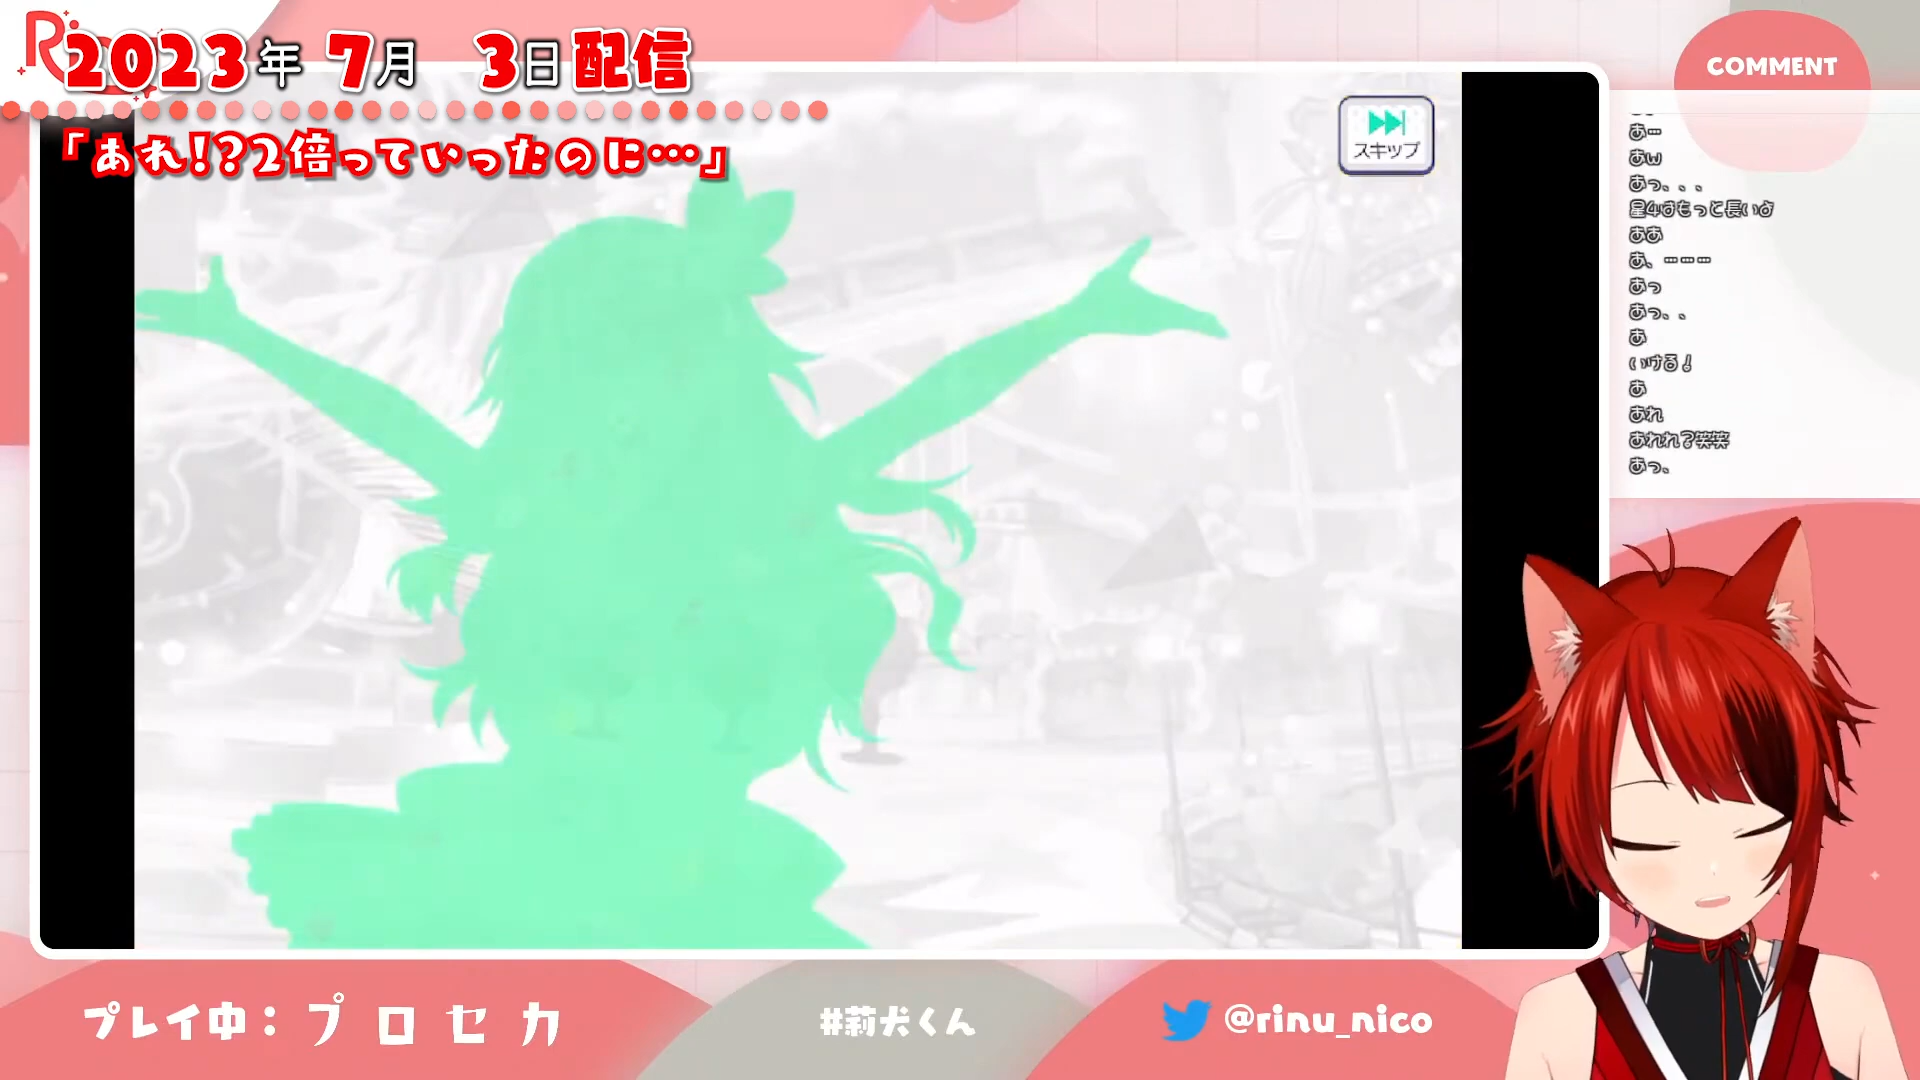 2023年 7月 3日配信
「あれ!?2倍っていったのに…」
スキップ
COMMENT
あー
あw
あっ、、、
星4はもっと長いよ
ああ
あ、ーーー
あっ
あっ、、
あ
いける！
あ
あれ
あれれ？笑笑
あっ、
プレイ中：プロセカ
#莉犬くん
@rinu_nico